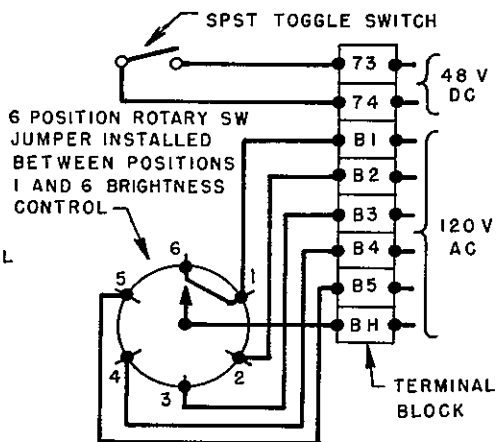 SPST TOGGLE SWITCH
73
74
B1
B2
B3
B4
B5
BH
48 V
DC
120 V
AC
6 POSITION ROTARY SW
JUMPER INSTALLED
BETWEEN POSITIONS
1 AND 6 BRIGHTNESS
CONTROL
L
6
5
1
4
2
3
TERMINAL
BLOCK